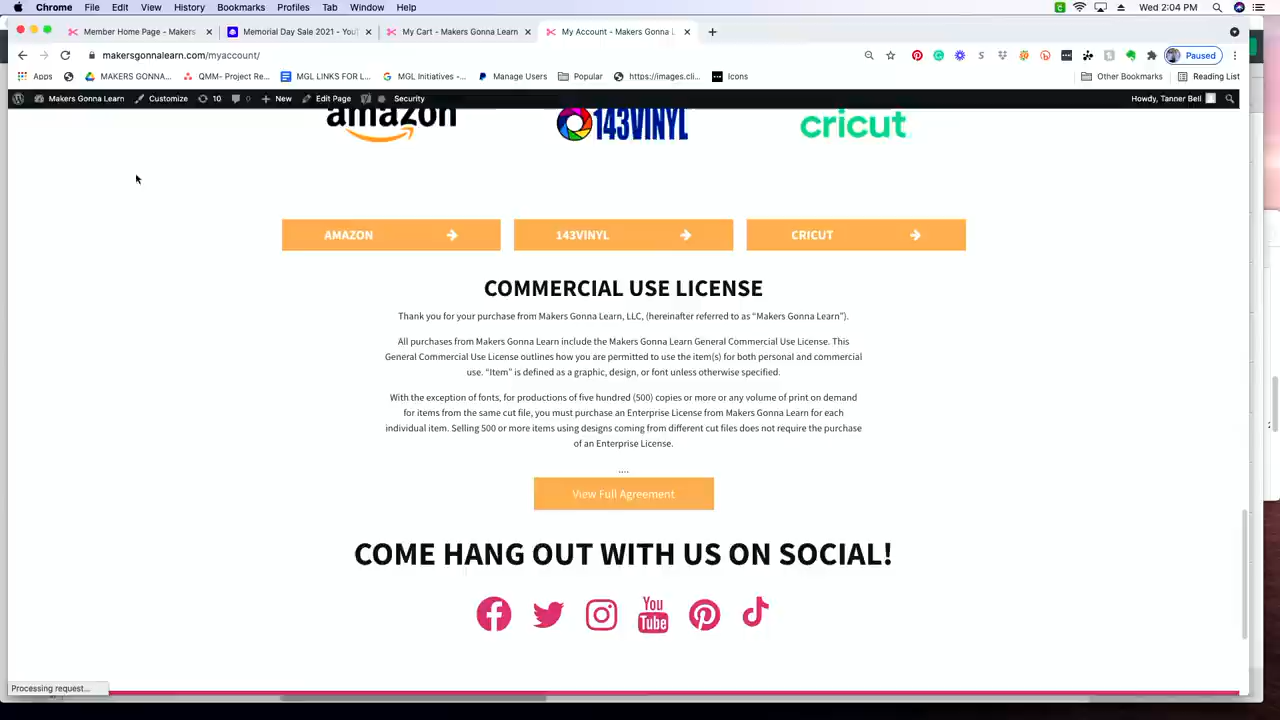 Chrome File Edit View History Bookmarks Profiles Tab Window Help Wed 2:04 PM
Member Home Page - Makers Memorial Day Sale 2021 - You My Cart - Makers Gonna Learn My Account - Makers Gonna L
makersgonnalearn.com/myaccount/ Paused
Apps MAKERS GONNA... QMM- Project Re... MGL LINKS FOR L... MGL Initiatives -... Manage Users Popular https://images.cli... Icons Other Bookmarks Reading List
Makers Gonna Learn Customize 10 0 New Edit Page Security Howdy, Tanner Bell
amazon 143VINYL cricut
AMAZON 143VINYL CRICUT
COMMERCIAL USE LICENSE
Thank you for your purchase from Makers Gonna Learn, LLC, (hereinafter referred to as “Makers Gonna Learn”).
All purchases from Makers Gonna Learn include the Makers Gonna Learn General Commercial Use License. This
General Commercial Use License outlines how you are permitted to use the item(s) for both personal and commercial
use. “Item” is defined as a graphic, design, or font unless otherwise specified.
With the exception of fonts, for productions of five hundred (500) copies or more or any volume of print on demand
for items from the same cut file, you must purchase an Enterprise License from Makers Gonna Learn for each
individual item. Selling 500 or more items using designs coming from different cut files does not require the purchase
of an Enterprise License.
....
View Full Agreement
COME HANG OUT WITH US ON SOCIAL!
You
Tube
Processing request...